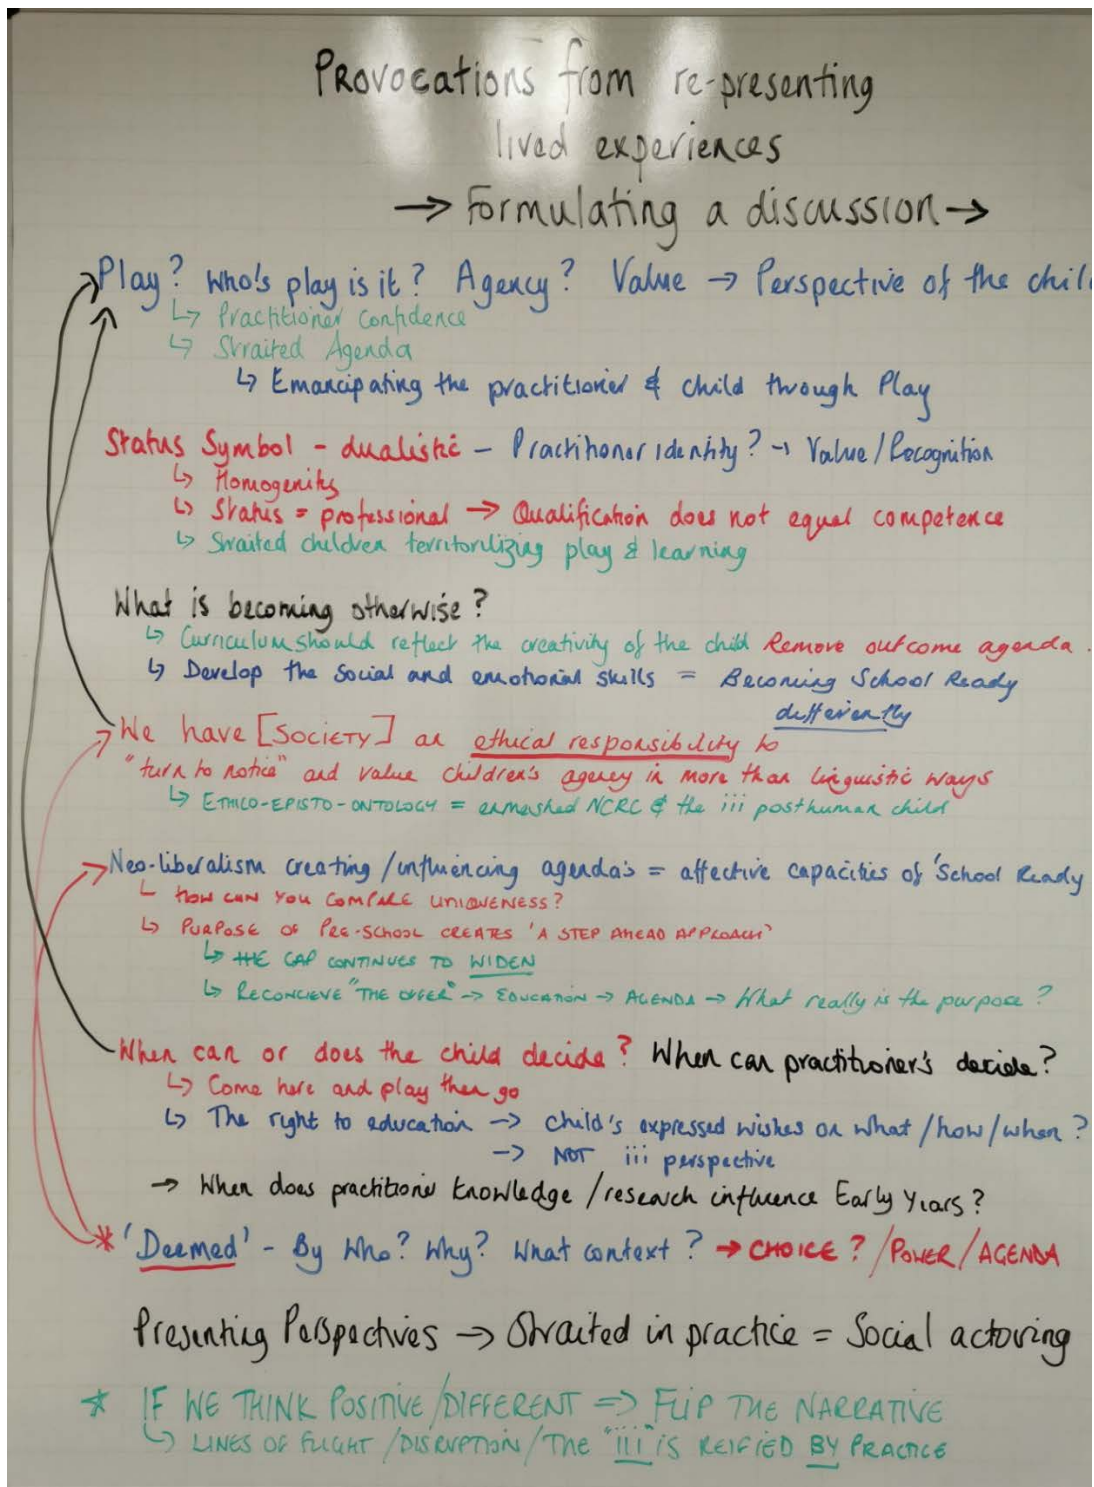 PROVOCATIONS from re-presenting
lived experiences
→ Formulating a discussion →
Play? Who's play is it? Agency? Value → Perspective of the chil
↳ Practitioner Confidence
↳ Straited Agenda
↳ Emancipating the practitioner & child through Play
Status Symbol - dualistic - Practitioner identity? → Value/Recognition
↳ Homogenity
↳ Status = professional → Qualification does not equal competence
↳ Straited children territorilizing play & learning
What is becoming otherwise?
↳ Curriculum should reflect the creativity of the child Remove outcome agenda.
↳ Develop the social and emotional skills = Becoming School Ready
differently
We have [SOCIETY] an ethical responsibility to
"turn to notice" and value children's agency in more than linguistic ways
↳ ETHICO-EPISTO-ONTOLOGY = enmeshed NCRC & the iii posthuman child
Neo-liberalism creating/influencing agenda's = affective capacities of 'School Ready
↳ HOW CAN YOU COMPARE UNIQUENESS?
↳ PURPOSE OF PRE-SCHOOL CREATES 'A STEP AHEAD APPROACH'
↳ THE GAP CONTINUES TO WIDEN
↳ RECONCIEVE "THE OFFER" → EDUCATION → AGENDA → What really is the purpose?
When can or does the child decide? When can practitioner's decide?
↳ Come here and play then go
↳ The right to education → child's expressed wishes on what/how/when?
→ NOT iii perspective
→ When does practitioner knowledge/research influence Early Years?
* 'Deemed' - By Who? Why? What context? → CHOICE?/POWER/AGENDA
Presenting Perspectives → Straited in practice = Social actoring
* IF WE THINK POSITIVE/DIFFERENT => FLIP THE NARRATIVE
↳ LINES OF FLIGHT/DISRUPTION/THE "iii" IS REIFIED BY PRACTICE